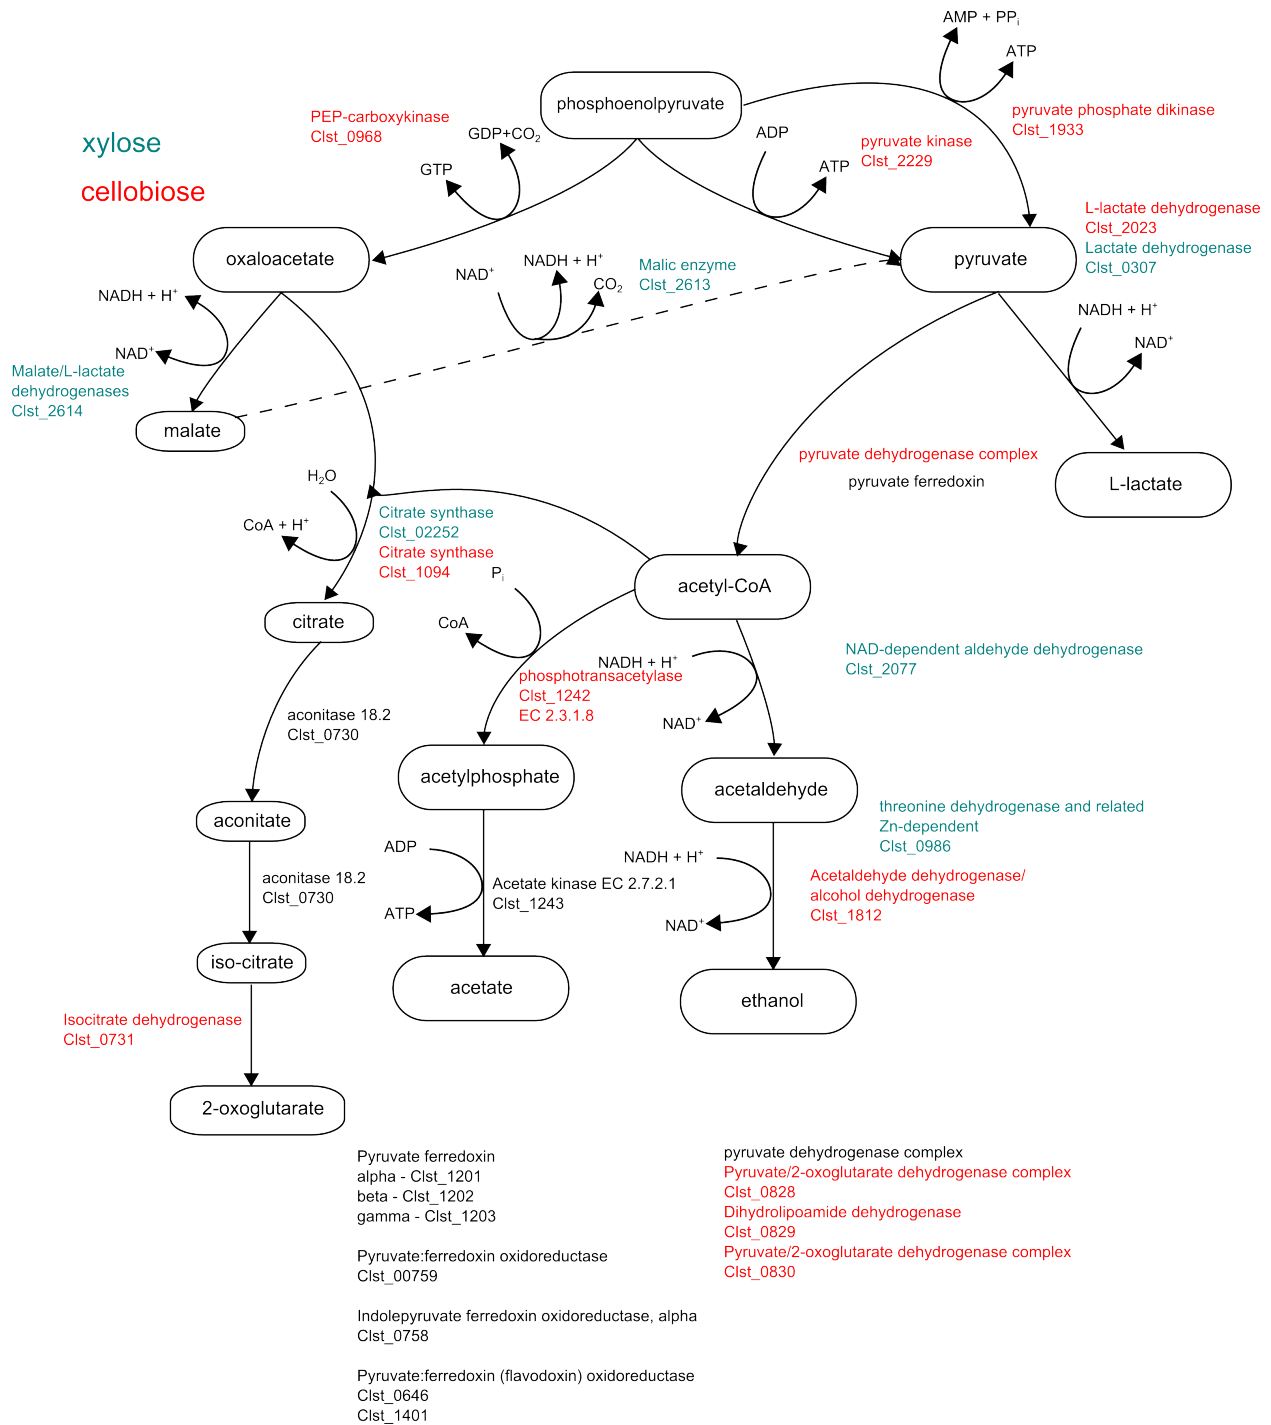 AMP + PPi
ATP
phosphoenolpyruvate
PEP-carboxykinase
Clst_0968
GDP+CO2
GTP
ADP
ATP
pyruvate kinase
Clst_2229
pyruvate phosphate dikinase
Clst_1933
xylose
cellobiose
L-lactate dehydrogenase
Clst_2023
Lactate dehydrogenase
Clst_0307
oxaloacetate
pyruvate
NAD+
NADH + H+
CO2
Malic enzyme
Clst_2613
NADH + H+
NAD+
NADH + H+
NAD+
Malate/L-lactate
dehydrogenases
Clst_2614
malate
pyruvate dehydrogenase complex
pyruvate ferredoxin
L-lactate
H2O
CoA + H+
Citrate synthase
Clst_02252
Citrate synthase
Clst_1094
Pi
CoA
acetyl-CoA
citrate
NADH + H+
NAD+
phosphotransacetylase
Clst_1242
EC 2.3.1.8
NAD-dependent aldehyde dehydrogenase
Clst_2077
aconitase 18.2
Clst_0730
acetylphosphate
acetaldehyde
aconitate
threonine dehydrogenase and related
Zn-dependent
Clst_0986
ADP
ATP
Acetate kinase EC 2.7.2.1
Clst_1243
NADH + H+
NAD+
Acetaldehyde dehydrogenase/
alcohol dehydrogenase
Clst_1812
aconitase 18.2
Clst_0730
iso-citrate
acetate
ethanol
Isocitrate dehydrogenase
Clst_0731
2-oxoglutarate
Pyruvate ferredoxin
alpha - Clst_1201
beta - Clst_1202
gamma - Clst_1203
Pyruvate:ferredoxin oxidoreductase
Clst_00759
Indolepyruvate ferredoxin oxidoreductase, alpha
Clst_0758
Pyruvate:ferredoxin (flavodoxin) oxidoreductase
Clst_0646
Clst_1401
pyruvate dehydrogenase complex
Pyruvate/2-oxoglutarate dehydrogenase complex
Clst_0828
Dihydrolipoamide dehydrogenase
Clst_0829
Pyruvate/2-oxoglutarate dehydrogenase complex
Clst_0830